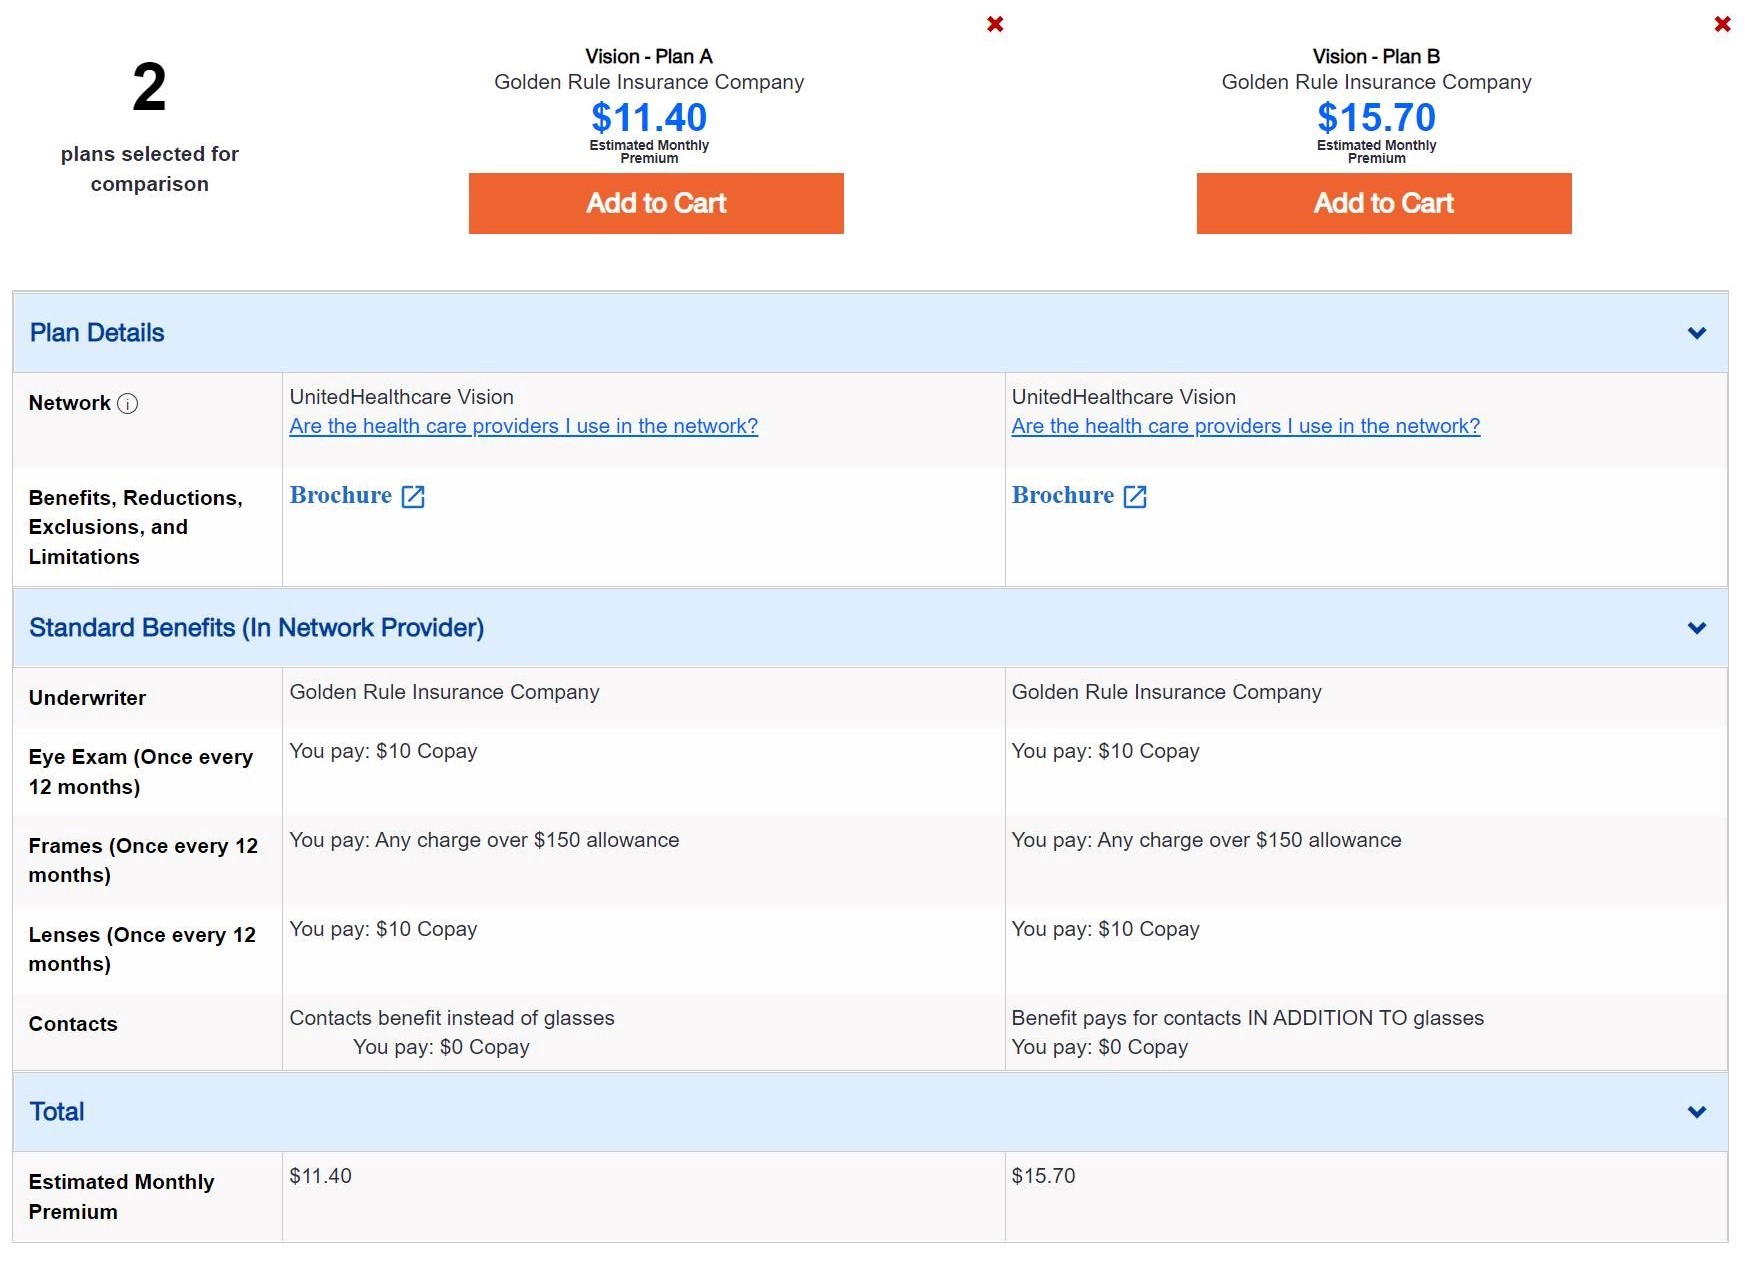 2
plans selected for
comparison
Vision - Plan A
Golden Rule Insurance Company
$11.40
Estimated Monthly
Premium
Add to Cart
Vision - Plan B
Golden Rule Insurance Company
$15.70
Estimated Monthly
Premium
Add to Cart
Plan Details
Network
UnitedHealthcare Vision
Are the health care providers I use in the network?
UnitedHealthcare Vision
Are the health care providers I use in the network?
Benefits, Reductions,
Exclusions, and
Limitations
Brochure
Brochure
Standard Benefits (In Network Provider)
Underwriter
Golden Rule Insurance Company
Golden Rule Insurance Company
Eye Exam (Once every
12 months)
You pay: $10 Copay
You pay: $10 Copay
Frames (Once every 12
months)
You pay: Any charge over $150 allowance
You pay: Any charge over $150 allowance
Lenses (Once every 12
months)
You pay: $10 Copay
You pay: $10 Copay
Contacts
Contacts benefit instead of glasses
You pay: $0 Copay
Benefit pays for contacts IN ADDITION TO glasses
You pay: $0 Copay
Total
Estimated Monthly
Premium
$11.40
$15.70